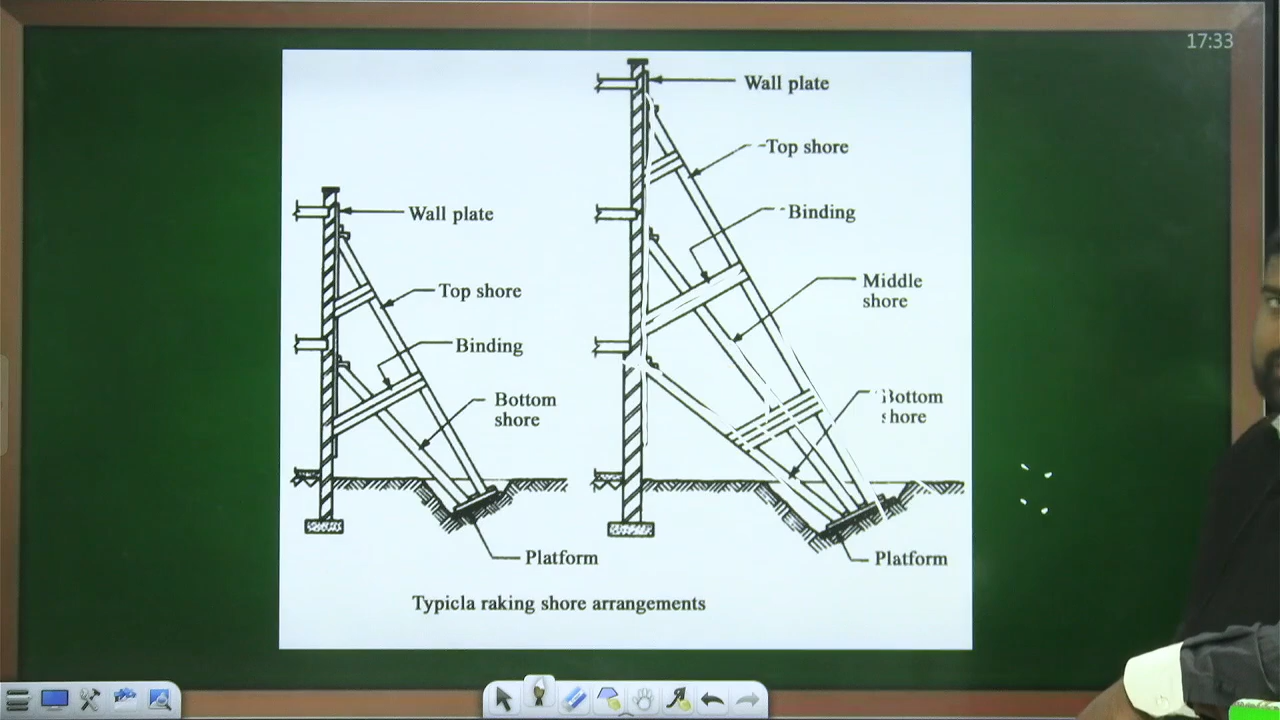 17:33
Wall plate
Top shore
Binding
Middle
shore
Bottom
shore
Platform
Wall plate
Top shore
Binding
Bottom
shore
Platform
Typicla raking shore arrangements